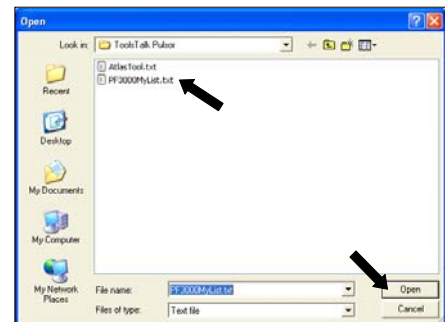 Open
Look in: ToolsTalk Pulsor
AtlasTool.txt
PF3000MyList.txt
Recent
Desktop
My Documents
My Computer
My Network Places
File name: PF3000MyList.txt Open
Files of type: Text file Cancel